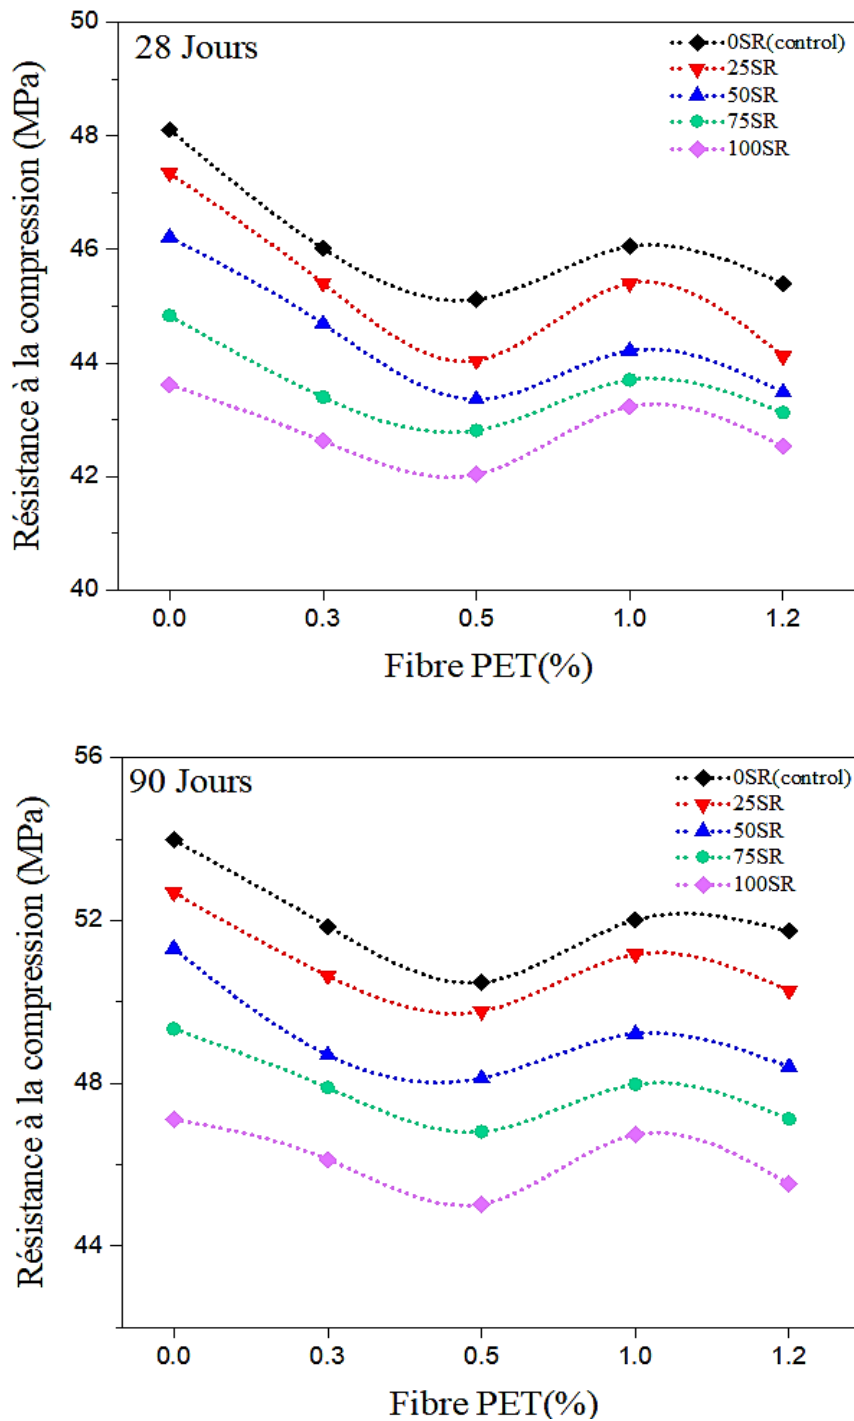 28 Jours
0SR(control)
25SR
50SR
75SR
100SR
Résistance à la compression (MPa)
50
48
46
44
42
40
0.0 0.3 0.5 1.0 1.2
Fibre PET(%)
90 Jours
0SR(control)
25SR
50SR
75SR
100SR
Résistance à la compression (MPa)
56
52
48
44
0.0 0.3 0.5 1.0 1.2
Fibre PET(%)